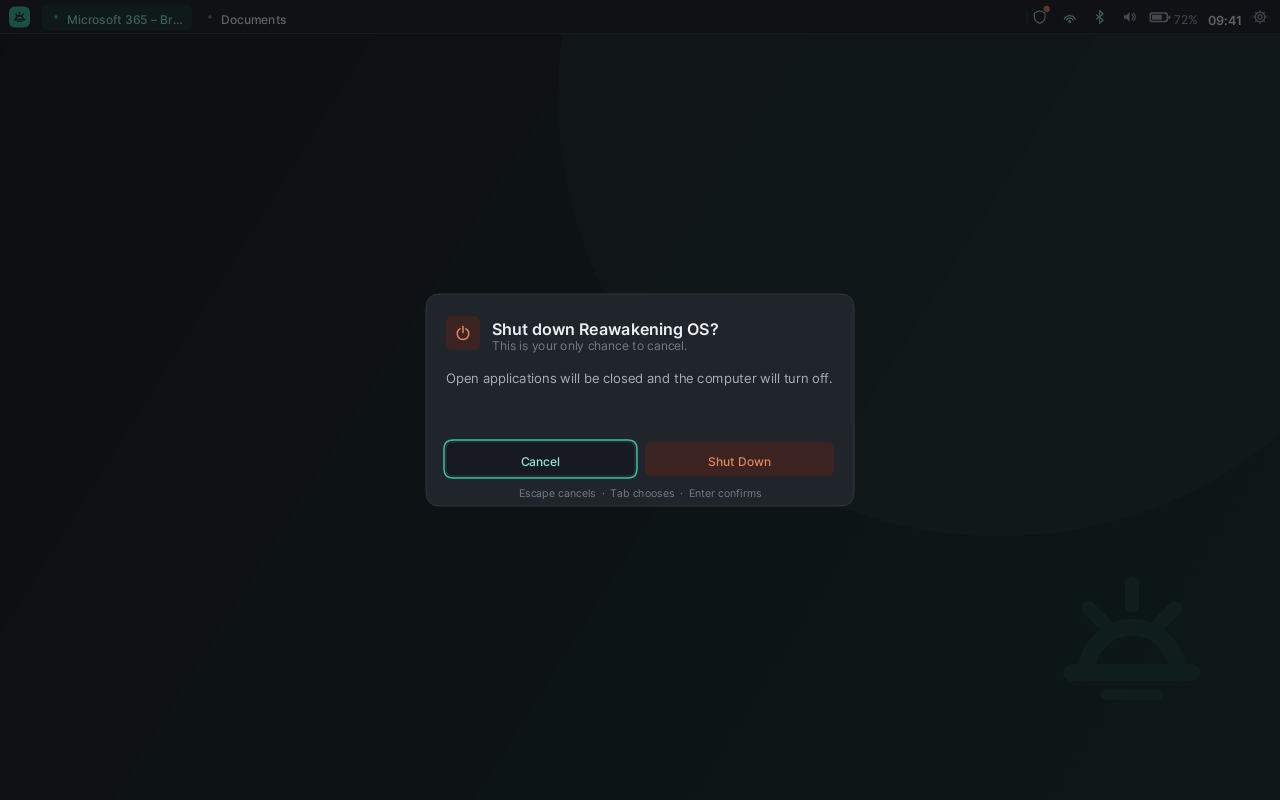 Microsoft 365 – Br...
Documents
72%
09:41
Shut down Reawakening OS?
This is your only chance to cancel.
Open applications will be closed and the computer will turn off.
Cancel
Shut Down
Escape cancels · Tab chooses · Enter confirms